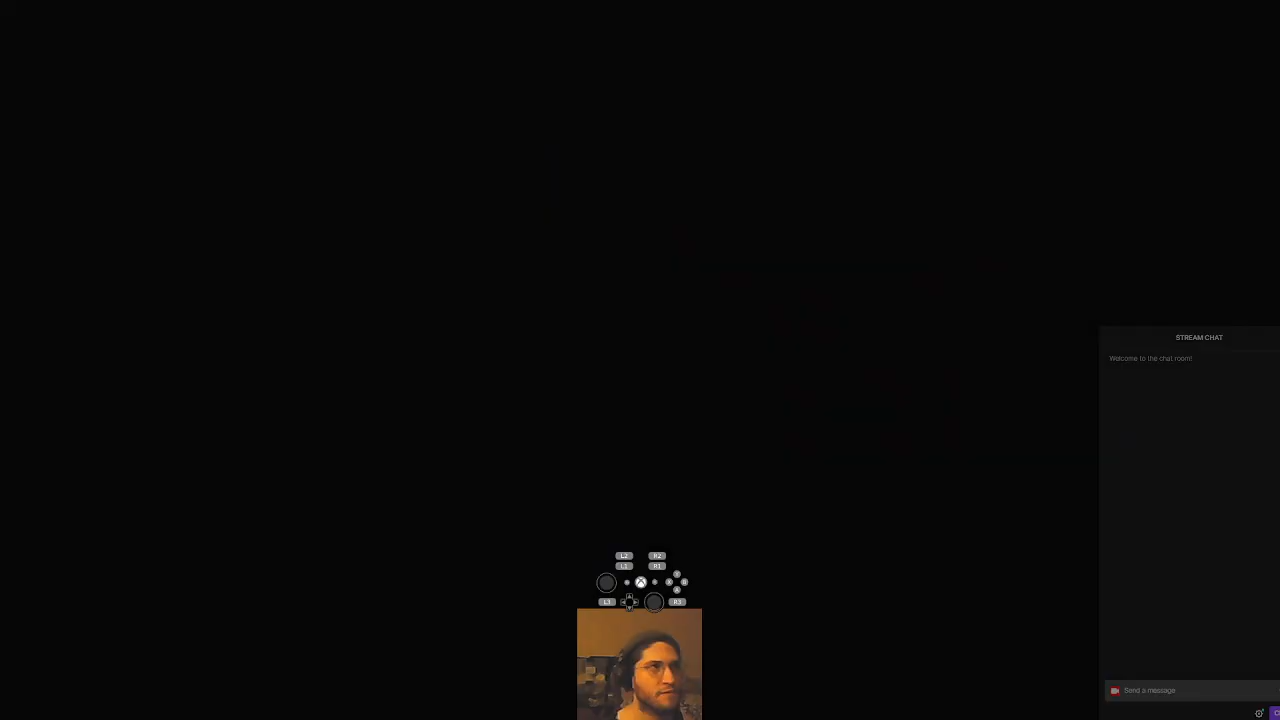 STREAM CHAT
Welcome to the chat room!
L2 R2
L1 R1
Y
X B
A
L3 R3
Send a message